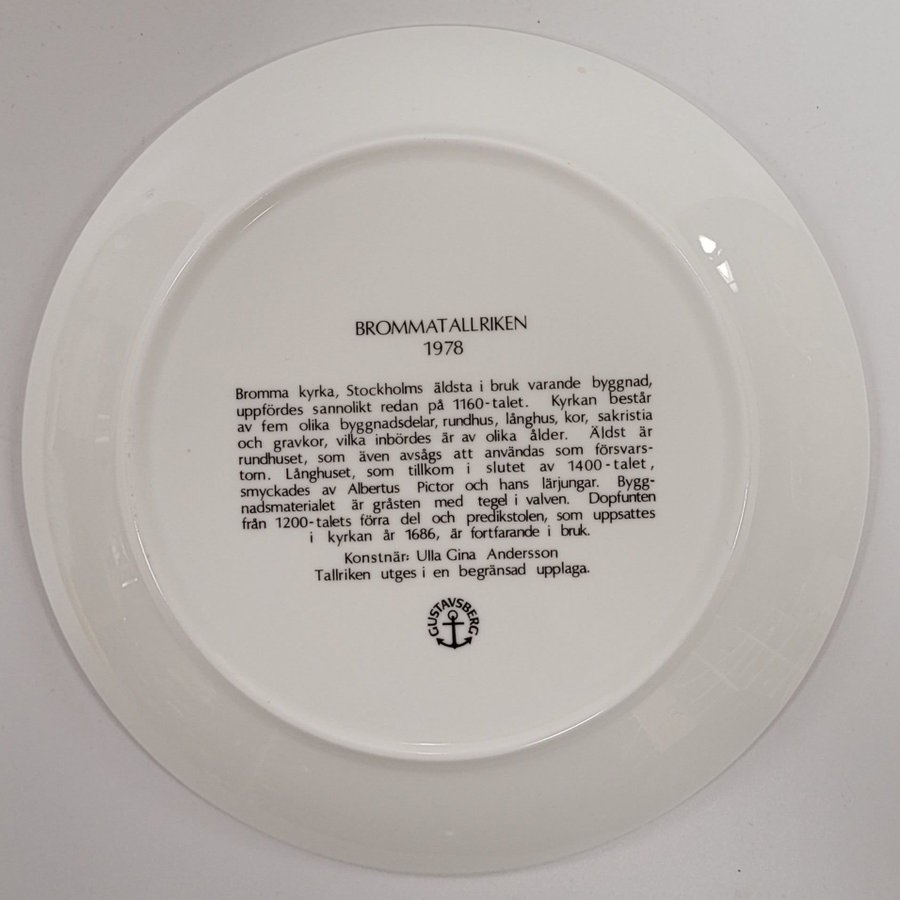 BROMMATALLRIKEN
1978
Bromma kyrka, Stockholms äldsta i bruk varande byggnad,
uppfördes sannolikt redan på 1160-talet. Kyrkan består
av fem olika byggnadsdelar, rundhus, långhus, kor, sakristia
och gravkor, vilka inbördes är av olika ålder. Äldst är
rundhuset, som även avsågs att användas som försvars-
torn. Långhuset, som tillkom i slutet av 1400-talet,
smyckades av Albertus Pictor och hans lärjungar. Bygg-
nadsmaterialet är gråsten med tegel i valven. Dopfunten
från 1200-talets förra del och predikstolen, som uppsattes
i kyrkan år 1686, är fortfarande i bruk.
Konstnär: Ulla Gina Andersson
Tallriken utges i en begränsad upplaga.
GUSTAVSBERG